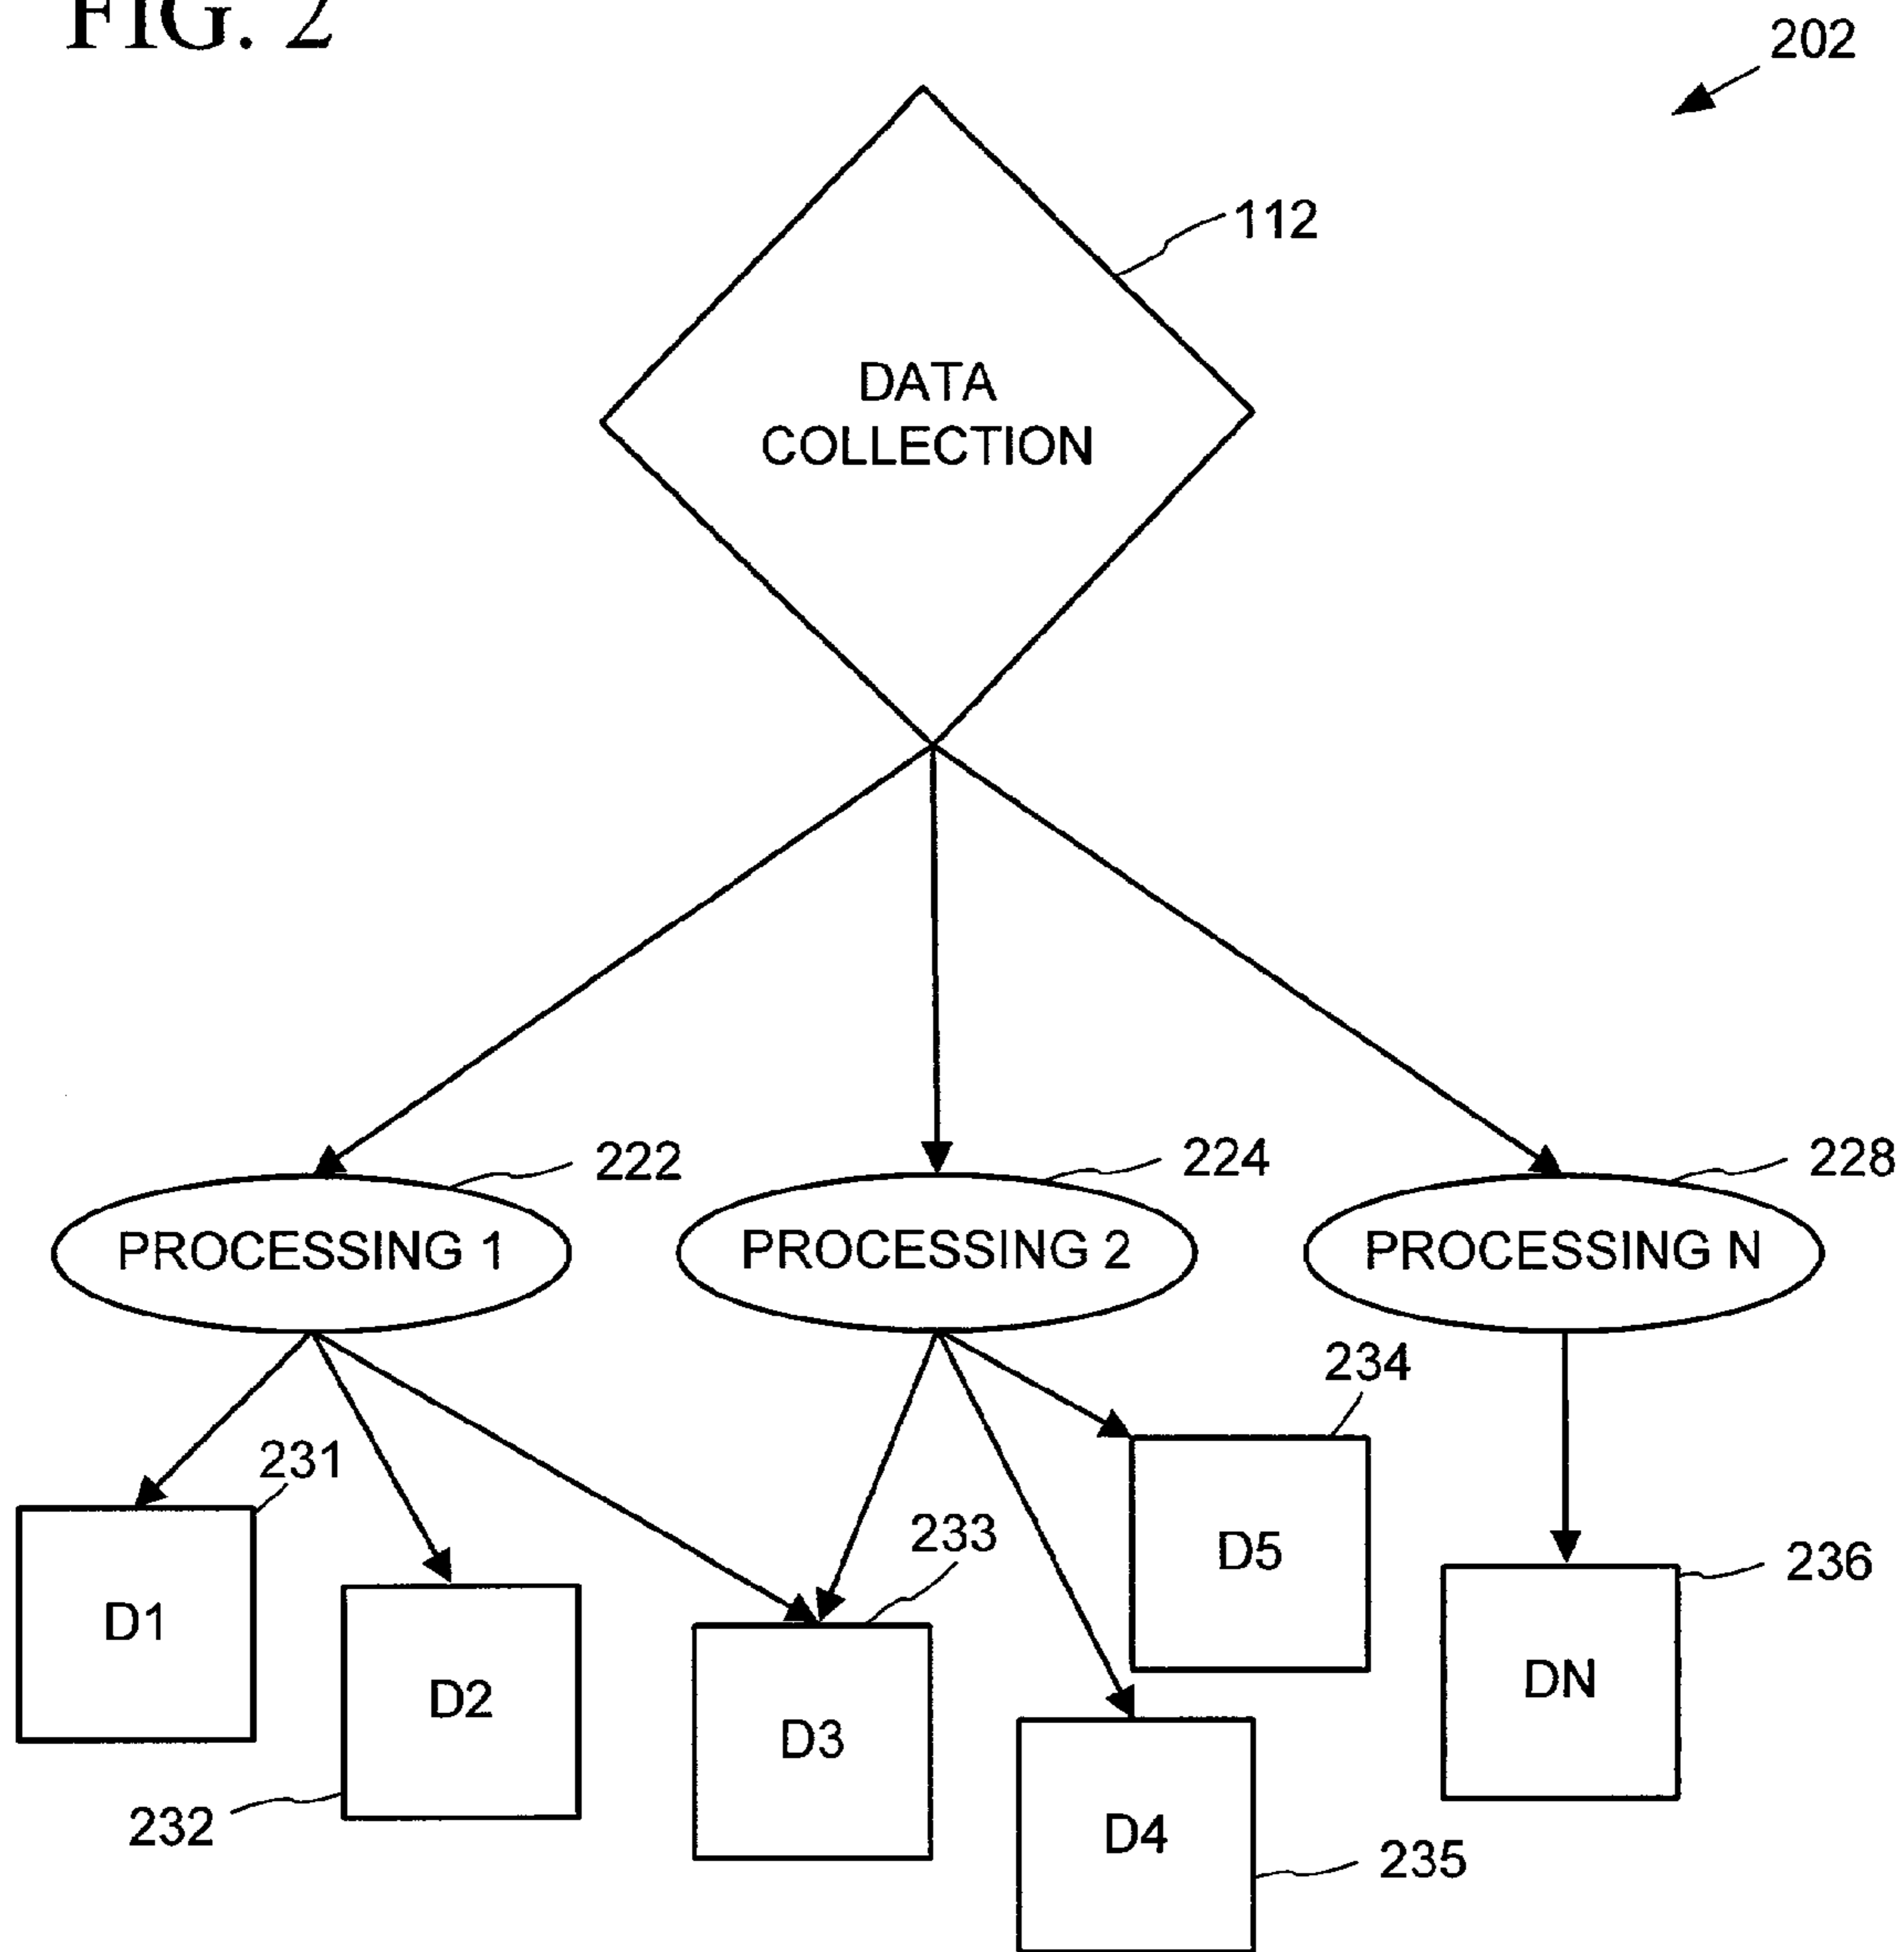 FIG. 2
202
112
DATA
COLLECTION
222
224
228
PROCESSING 1
PROCESSING 2
PROCESSING N
234
231
233
D5
236
D1
D2
DN
D3
232
D4
235